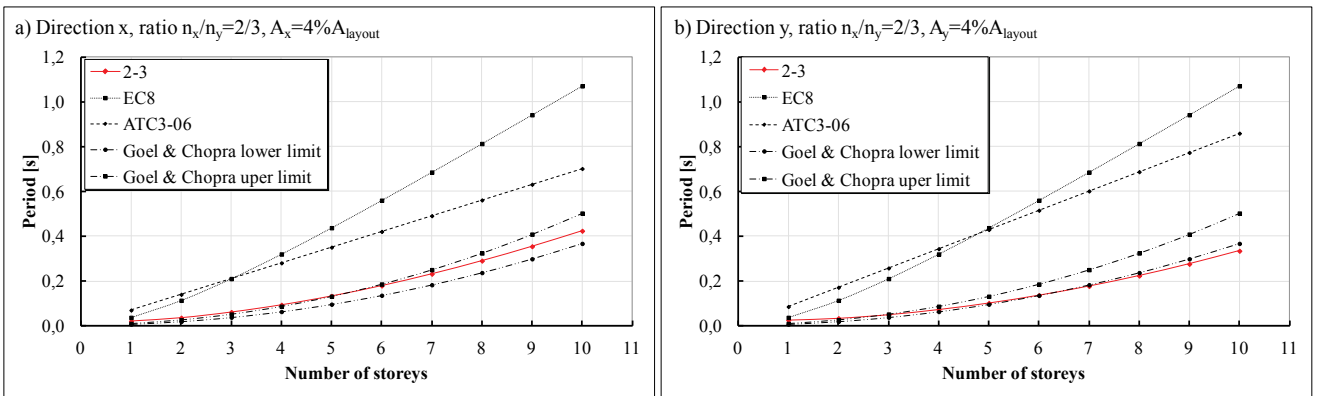 a) Direction x, ratio nx/ny=2/3, Ax=4%Alayout
1,2
1,0
0,8
0,6
0,4
0,2
0,0
Period [s]
2-3
EC8
ATC3-06
Goel & Chopra lower limit
Goel & Chopra uper limit
0 1 2 3 4 5 6 7 8 9 10 11
Number of storeys
b) Direction y, ratio nx/ny=2/3, Ay=4%Alayout
1,2
1,0
0,8
0,6
0,4
0,2
0,0
Period [s]
2-3
EC8
ATC3-06
Goel & Chopra lower limit
Goel & Chopra uper limit
0 1 2 3 4 5 6 7 8 9 10 11
Number of storeys